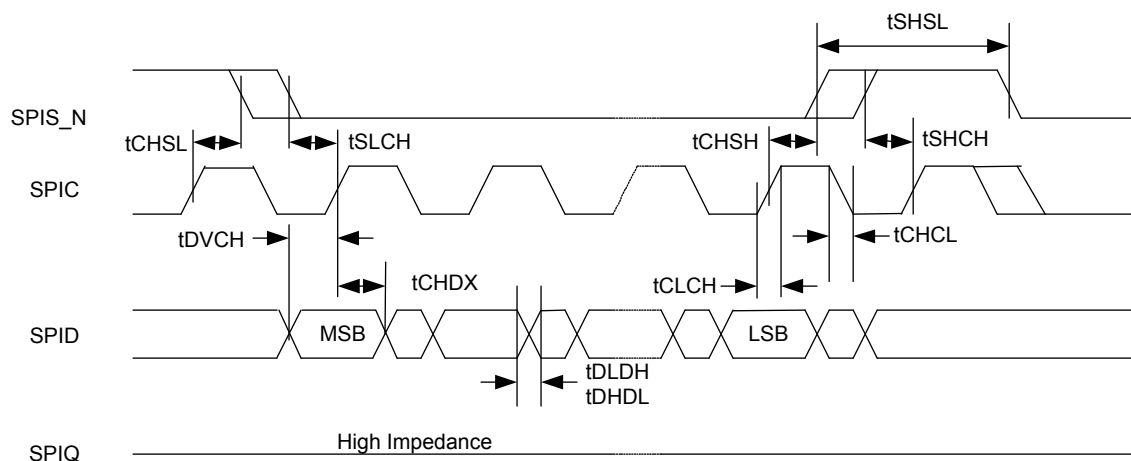 tSHSL
SPIS_N
tCHSL
tSLCH
tCHSH
tSHCH
SPIC
tDVCH
tCHCL
tCHDX
tCLCH
SPID
MSB
LSB
tDLDH
tDHDL
High Impedance
SPIQ